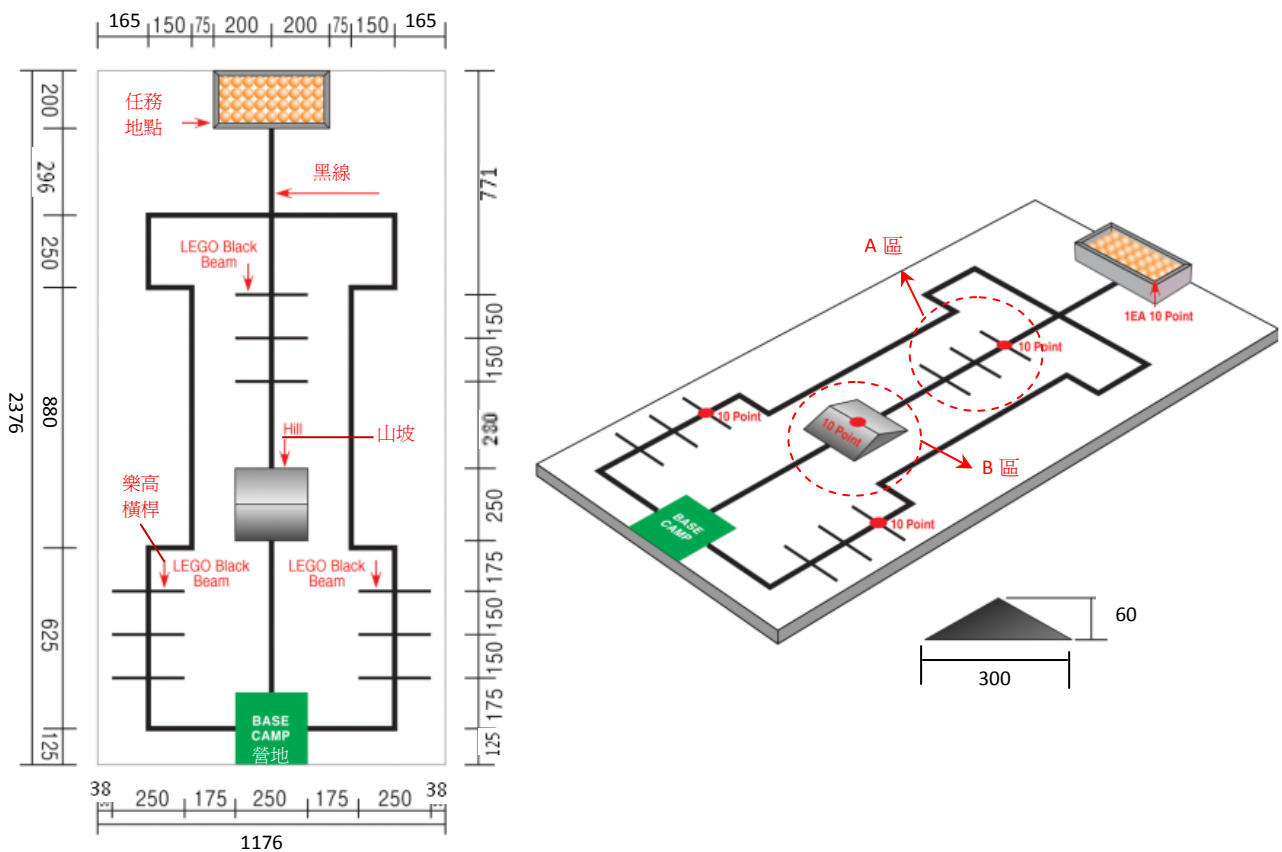 165 150 75 200 200 75 150 165
任務
地點
黑線
LEGO Black
Beam
Hill
山坡
樂高
橫桿
LEGO Black
Beam
LEGO Black
Beam
BASE
CAMP
營地
200
296
250
880
625
125
2376
771
150
150
280
250
175
150
150
175
125
38 250 175 250 175 250 38
1176
A 區
1EA 10 Point
10 Point
10 Point
10 Point
B 區
10 Point
BASE
CAMP
60
300